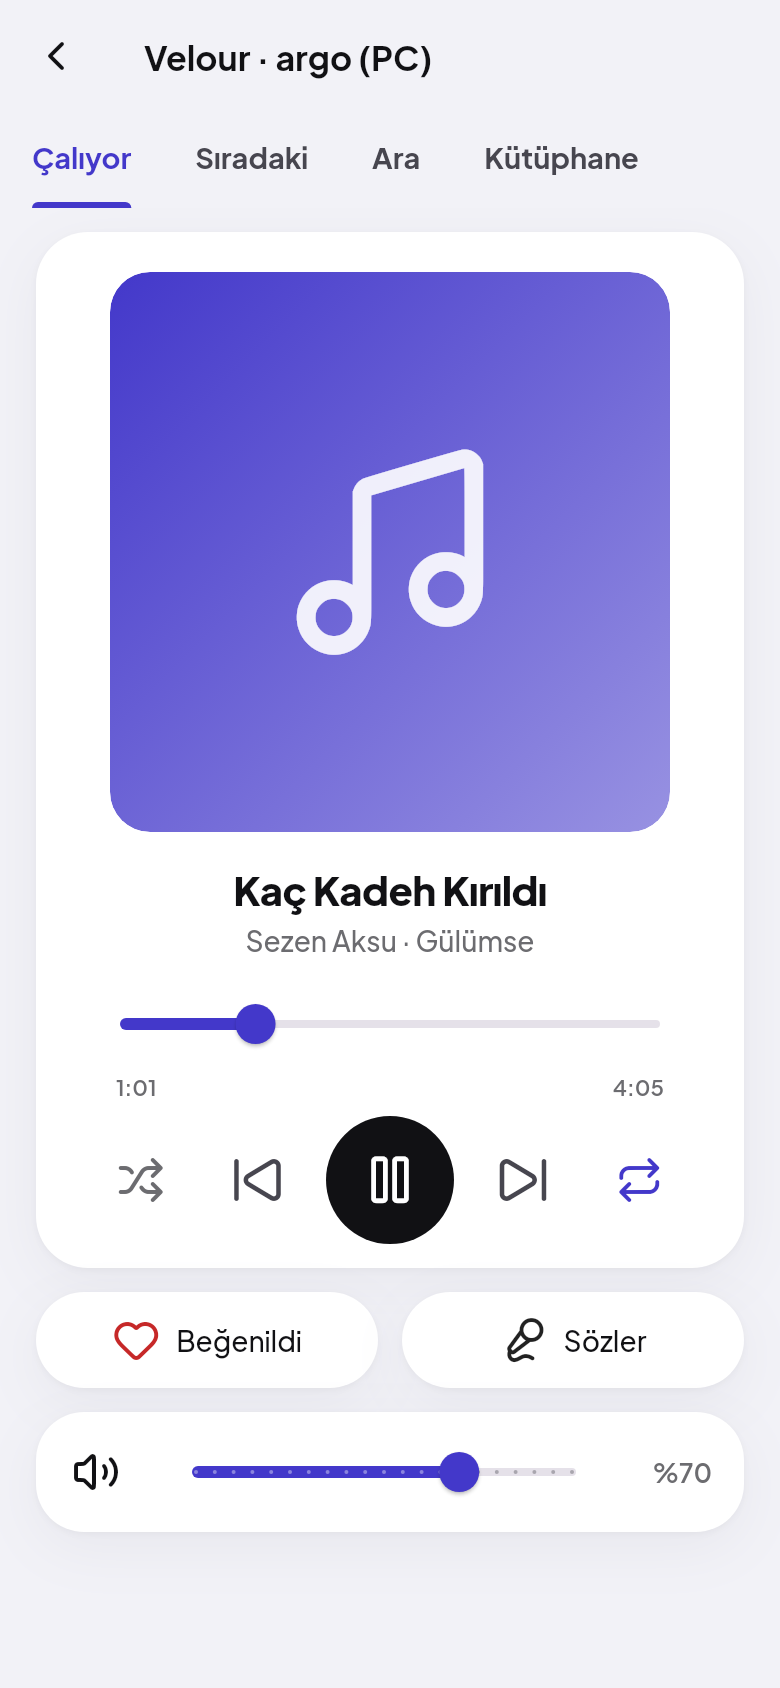 Velour · argo (PC)
Çalıyor Sıradaki Ara Kütüphane
Kaç Kadeh Kırıldı
Sezen Aksu · Gülümse
1:01 4:05
Beğenildi Sözler
%70